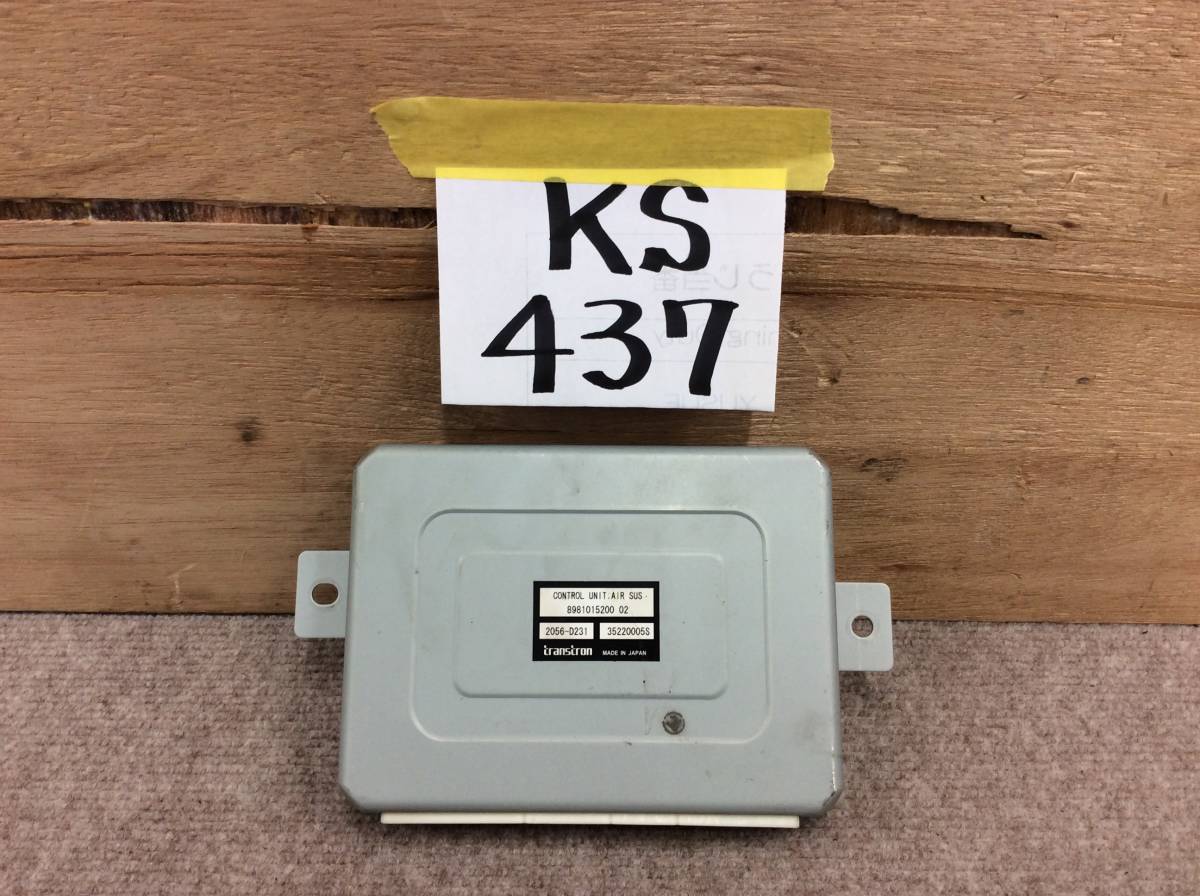 KS
437
CONTROL UNIT.AIR SUS.
8981015200 02
2056-D231 35220005S
transtron MADE IN JAPAN